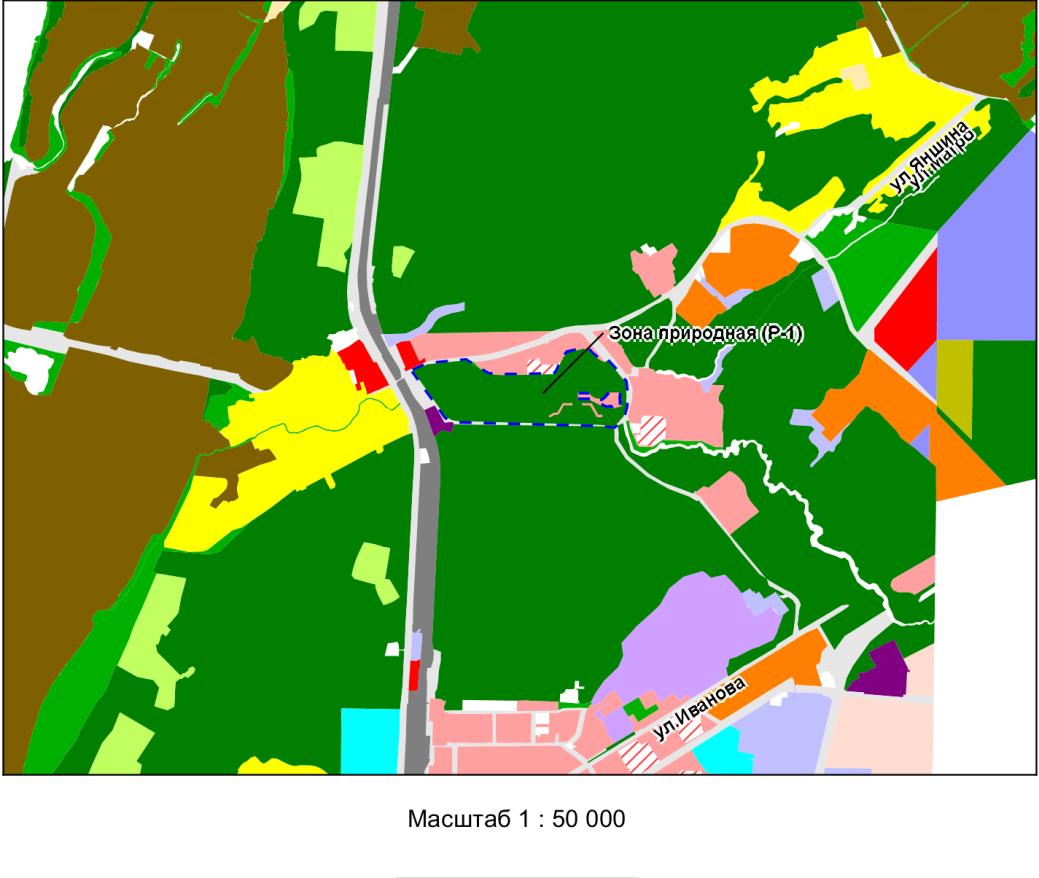 ул.Яншина
Зона природная (Р-1)
ул.Иванова
Масштаб 1 : 50 000